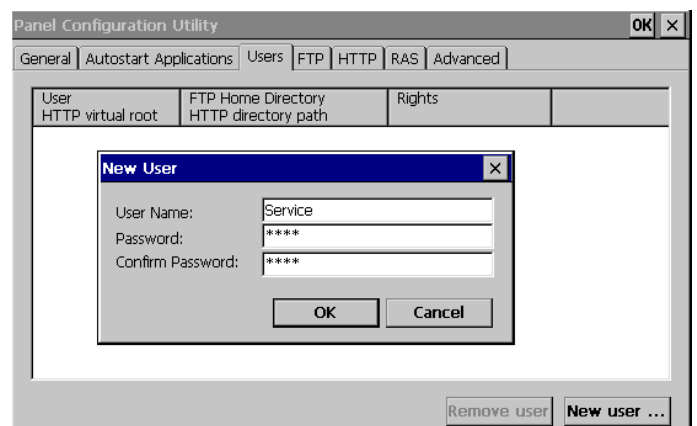 Panel Configuration Utility OK ×
General Autostart Applications Users FTP HTTP RAS Advanced
User FTP Home Directory Rights
HTTP virtual root HTTP directory path
New User ×
User Name: Service
Password: ****
Confirm Password: ****
OK Cancel
Remove user New user ...